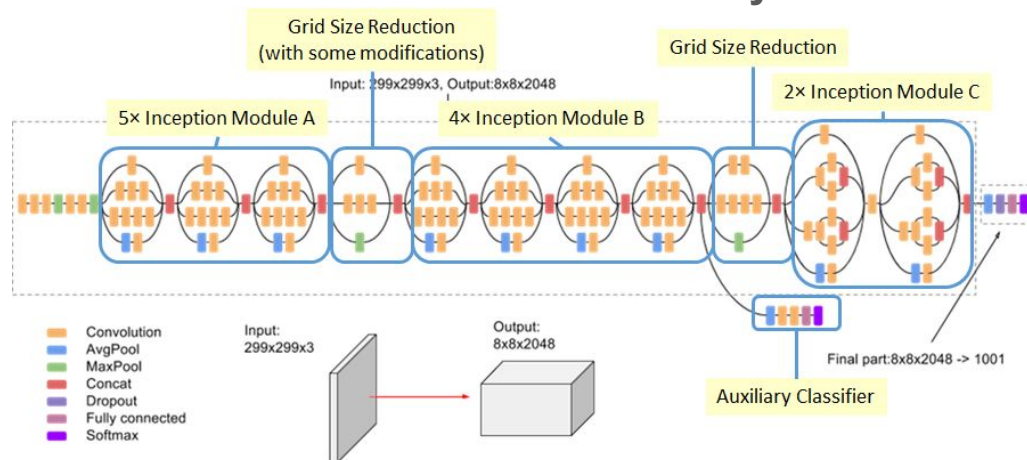 Grid Size Reduction
(with some modifications)
Grid Size Reduction
Input: 299x299x3, Output:8x8x2048
5× Inception Module A
4× Inception Module B
2× Inception Module C
Convolution
AvgPool
MaxPool
Concat
Dropout
Fully connected
Softmax
Input:
299x299x3
Output:
8x8x2048
Final part:8x8x2048 -> 1001
Auxiliary Classifier